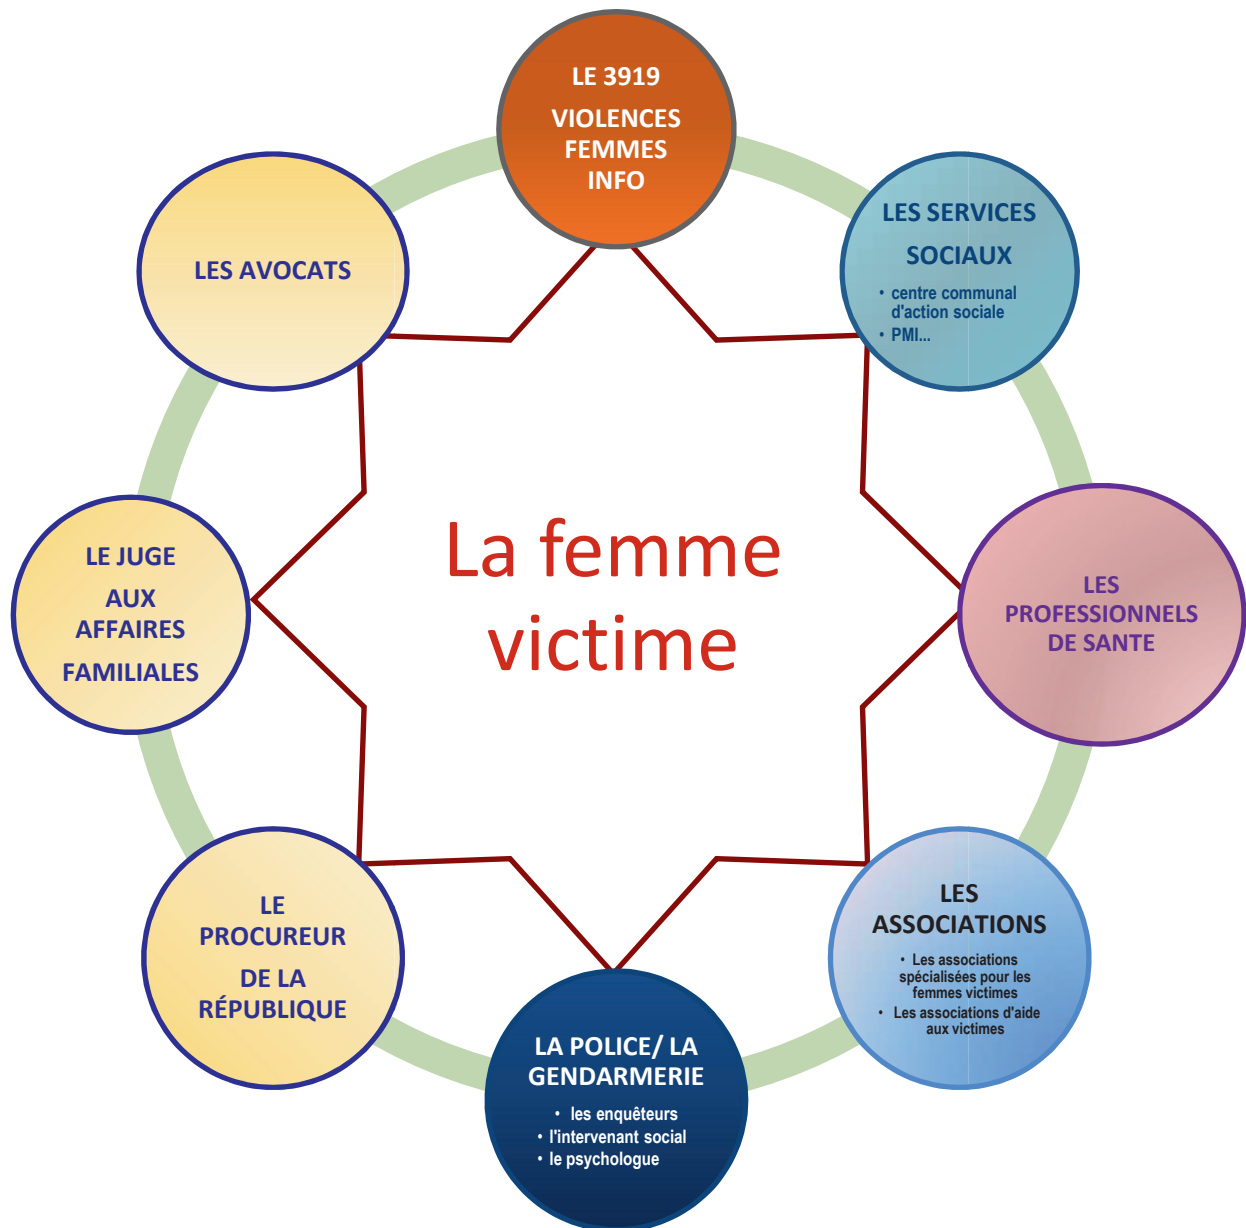 LE 3919
VIOLENCES
FEMMES
INFO
LES SERVICES
SOCIAUX
• centre communal
d'action sociale
• PMI...
LES
PROFESSIONNELS
DE SANTE
LES
ASSOCIATIONS
• Les associations
spécialisées pour les
femmes victimes
• Les associations d'aide
aux victimes
LA POLICE/ LA
GENDARMERIE
• les enquêteurs
• l'intervenant social
• le psychologue
LE
PROCUREUR
DE LA
RÉPUBLIQUE
LE JUGE
AUX
AFFAIRES
FAMILIALES
LES AVOCATS
La femme
victime